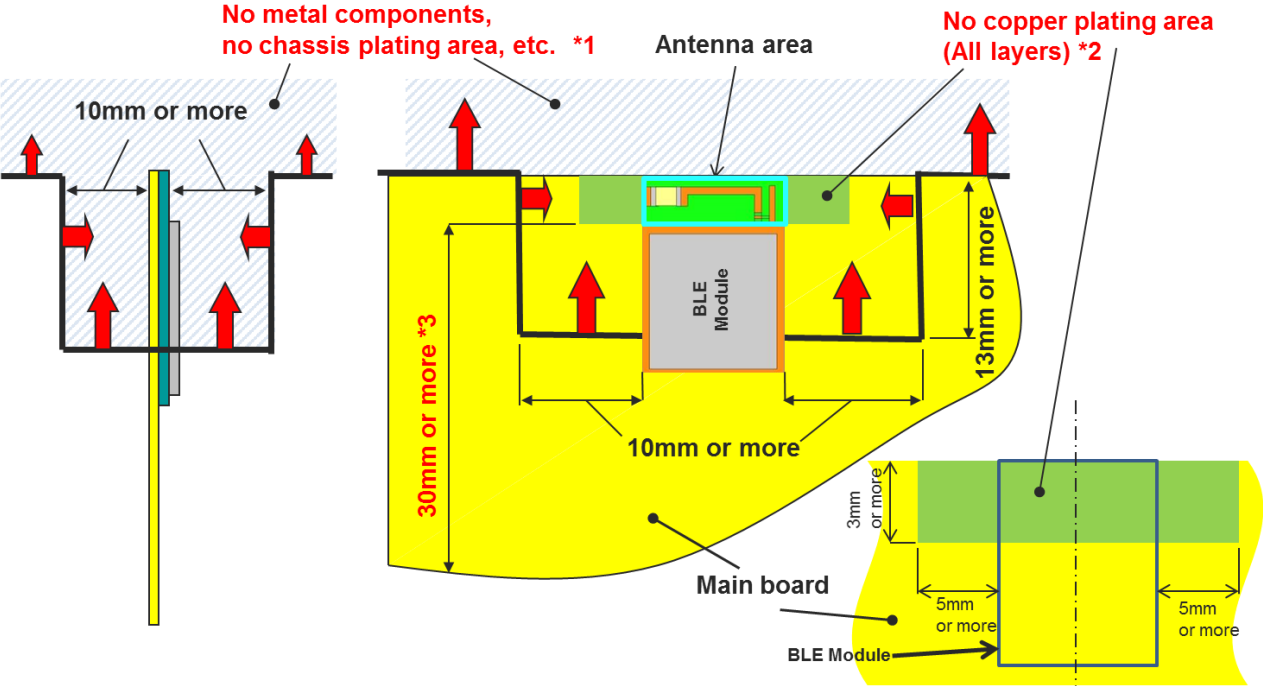 No metal components,
no chassis plating area, etc. *1
Antenna area
No copper plating area
(All layers) *2
10mm or more
30mm or more *3
BLE
Module
13mm or more
10mm or more
3mm
or more
Main board
5mm
or more
5mm
or more
BLE Module